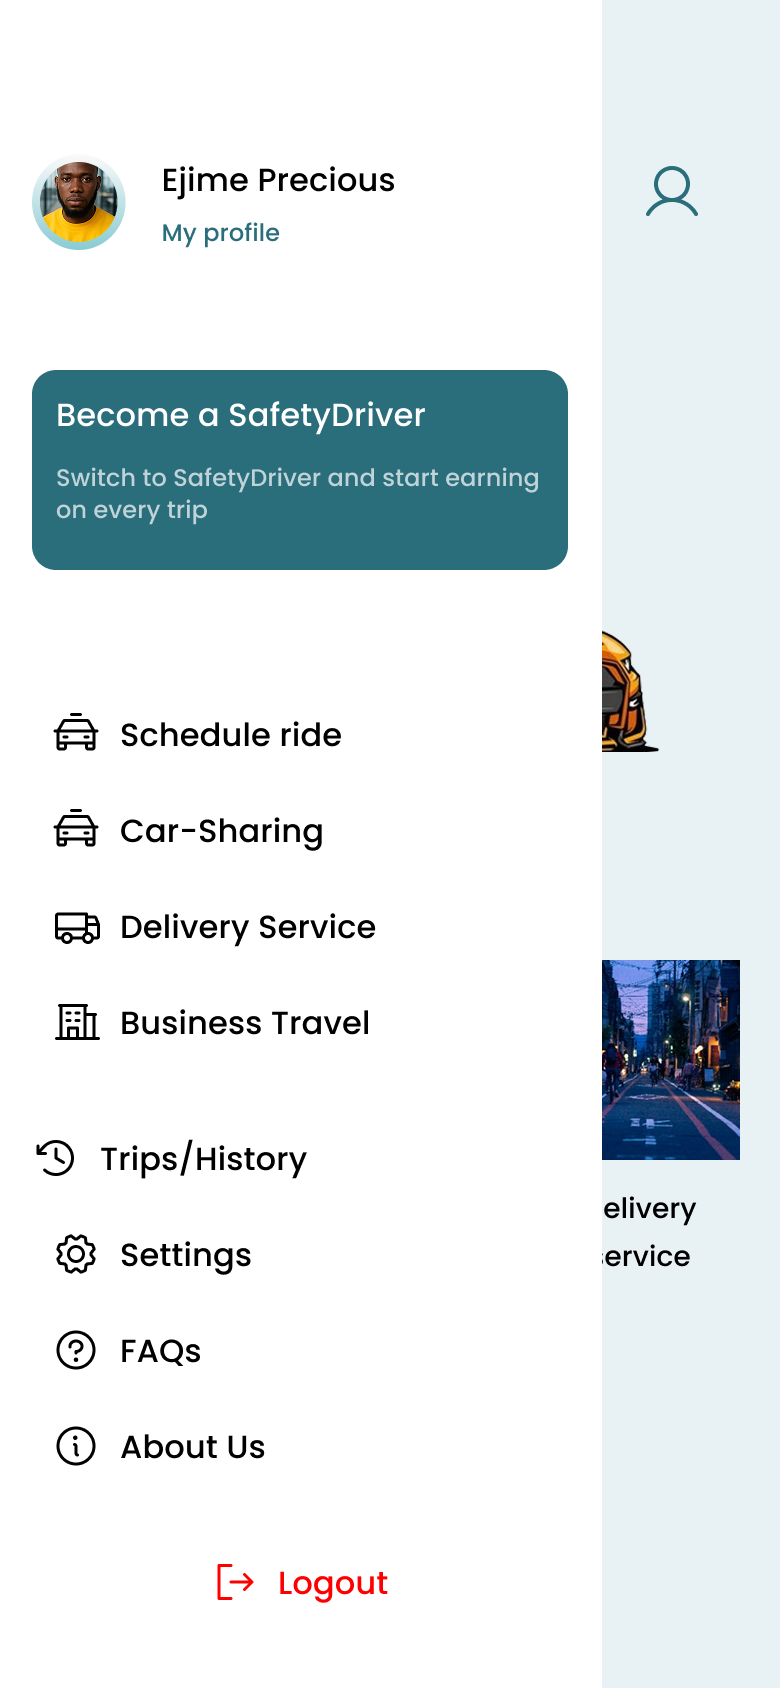 Ejime Precious
My profile
Become a SafetyDriver
Switch to SafetyDriver and start earning
on every trip
Schedule ride
Car-Sharing
Delivery Service
Business Travel
Trips/History
Settings
FAQs
About Us
Logout
elivery
ervice